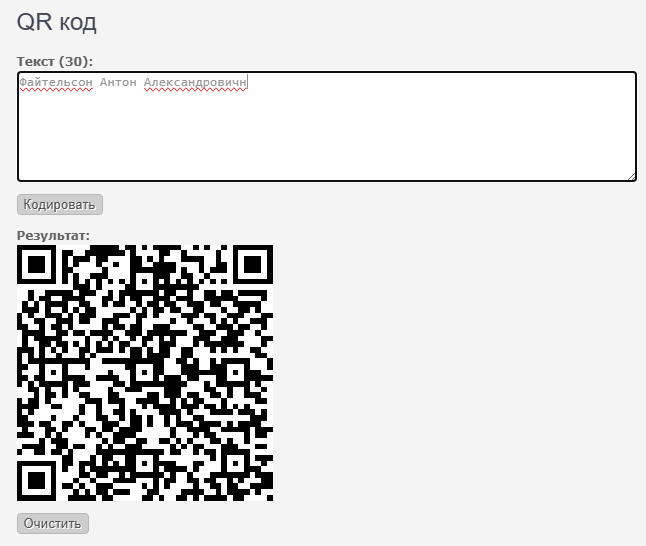 QR код
Текст (30):
Файтельсон Антон Александровичн
Кодировать
Результат:
Очистить